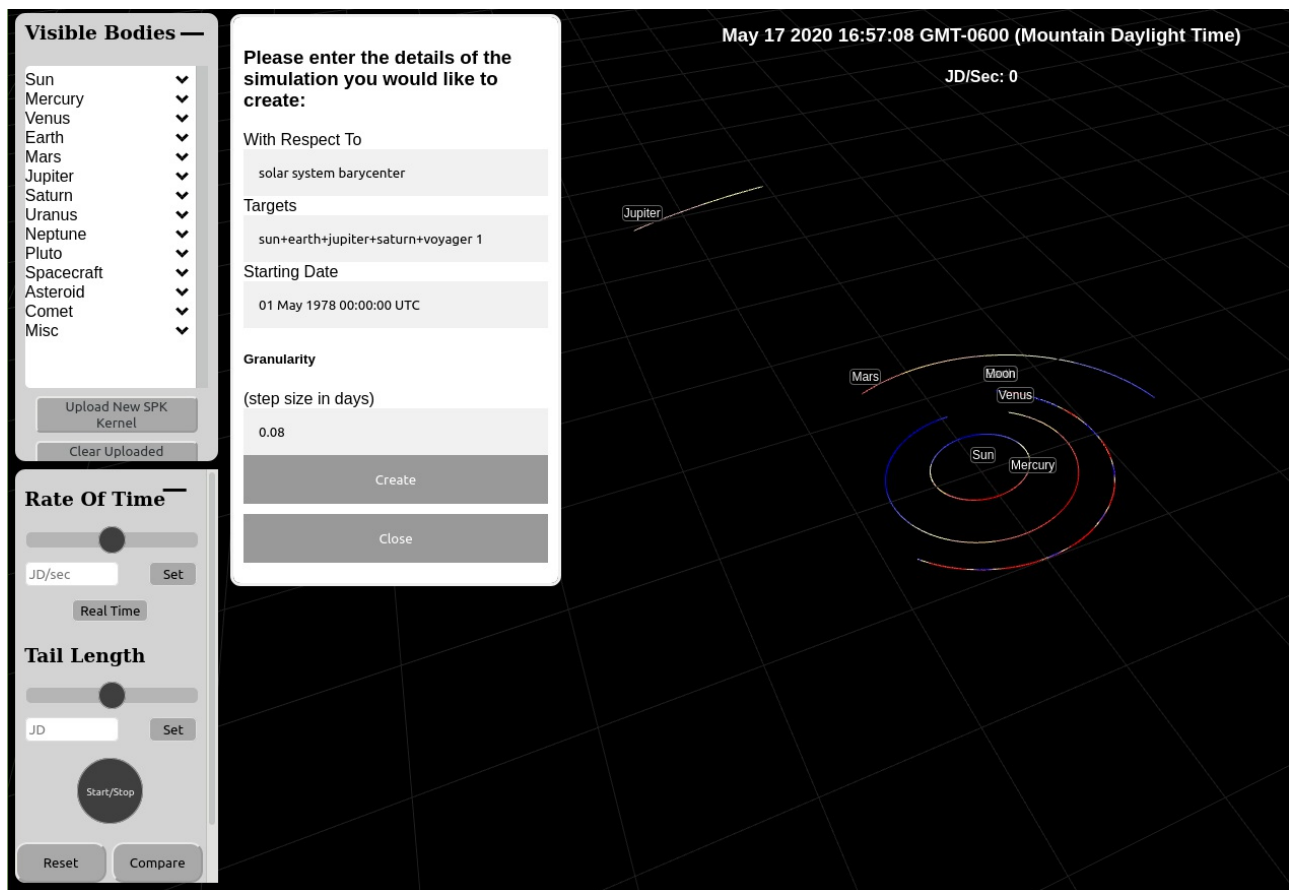 Visible Bodies
Sun
Mercury
Venus
Earth
Mars
Jupiter
Saturn
Uranus
Neptune
Pluto
Spacecraft
Asteroid
Comet
Misc
Upload New SPK
Kernel
Clear Uploaded
Rate Of Time
JD/sec
Set
Real Time
Tail Length
JD
Set
Start/Stop
Reset
Compare
Please enter the details of the
simulation you would like to
create:
With Respect To
solar system barycenter
Targets
sun+earth+jupiter+saturn+voyager 1
Starting Date
01 May 1978 00:00:00 UTC
Granularity
(step size in days)
0.08
Create
Close
May 17 2020 16:57:08 GMT-0600 (Mountain Daylight Time)
JD/Sec: 0
Jupiter
Mars
Moon
Venus
Sun
Mercury